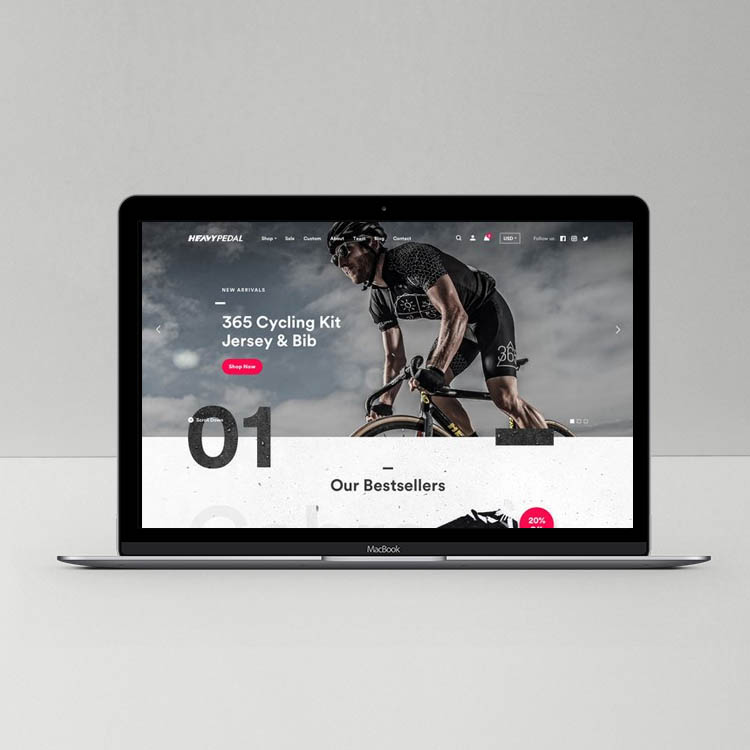 HEAVYPEDAL
Shop Sale Custom About Team Blog Contact
USD
Follow us
NEW ARRIVALS
365 Cycling Kit
Jersey & Bib
Shop Now
365
Scroll Down
01
Our Bestsellers
20%
MacBook